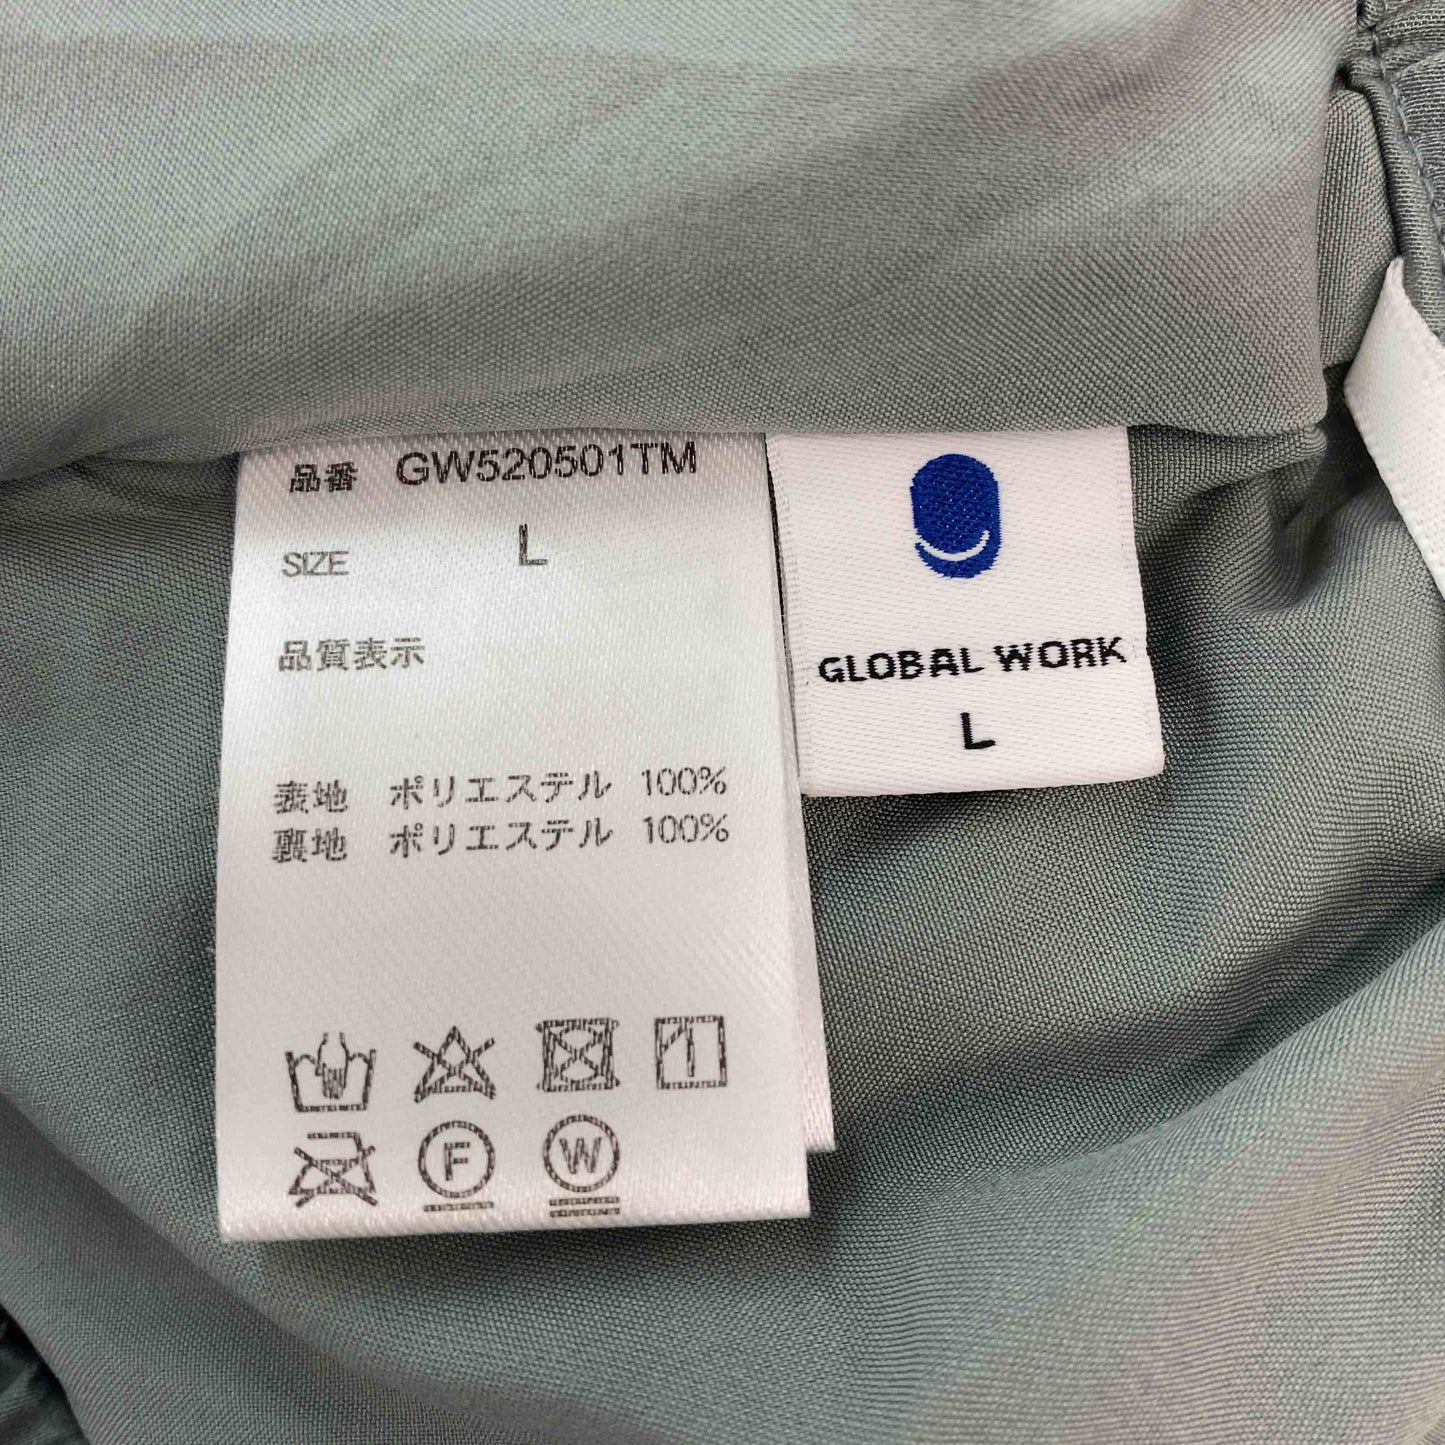 品番 GW520501TM
SIZE L
品質表示
表地 ポリエステル 100%
裏地 ポリエステル 100%
F W
GLOBAL WORK
L